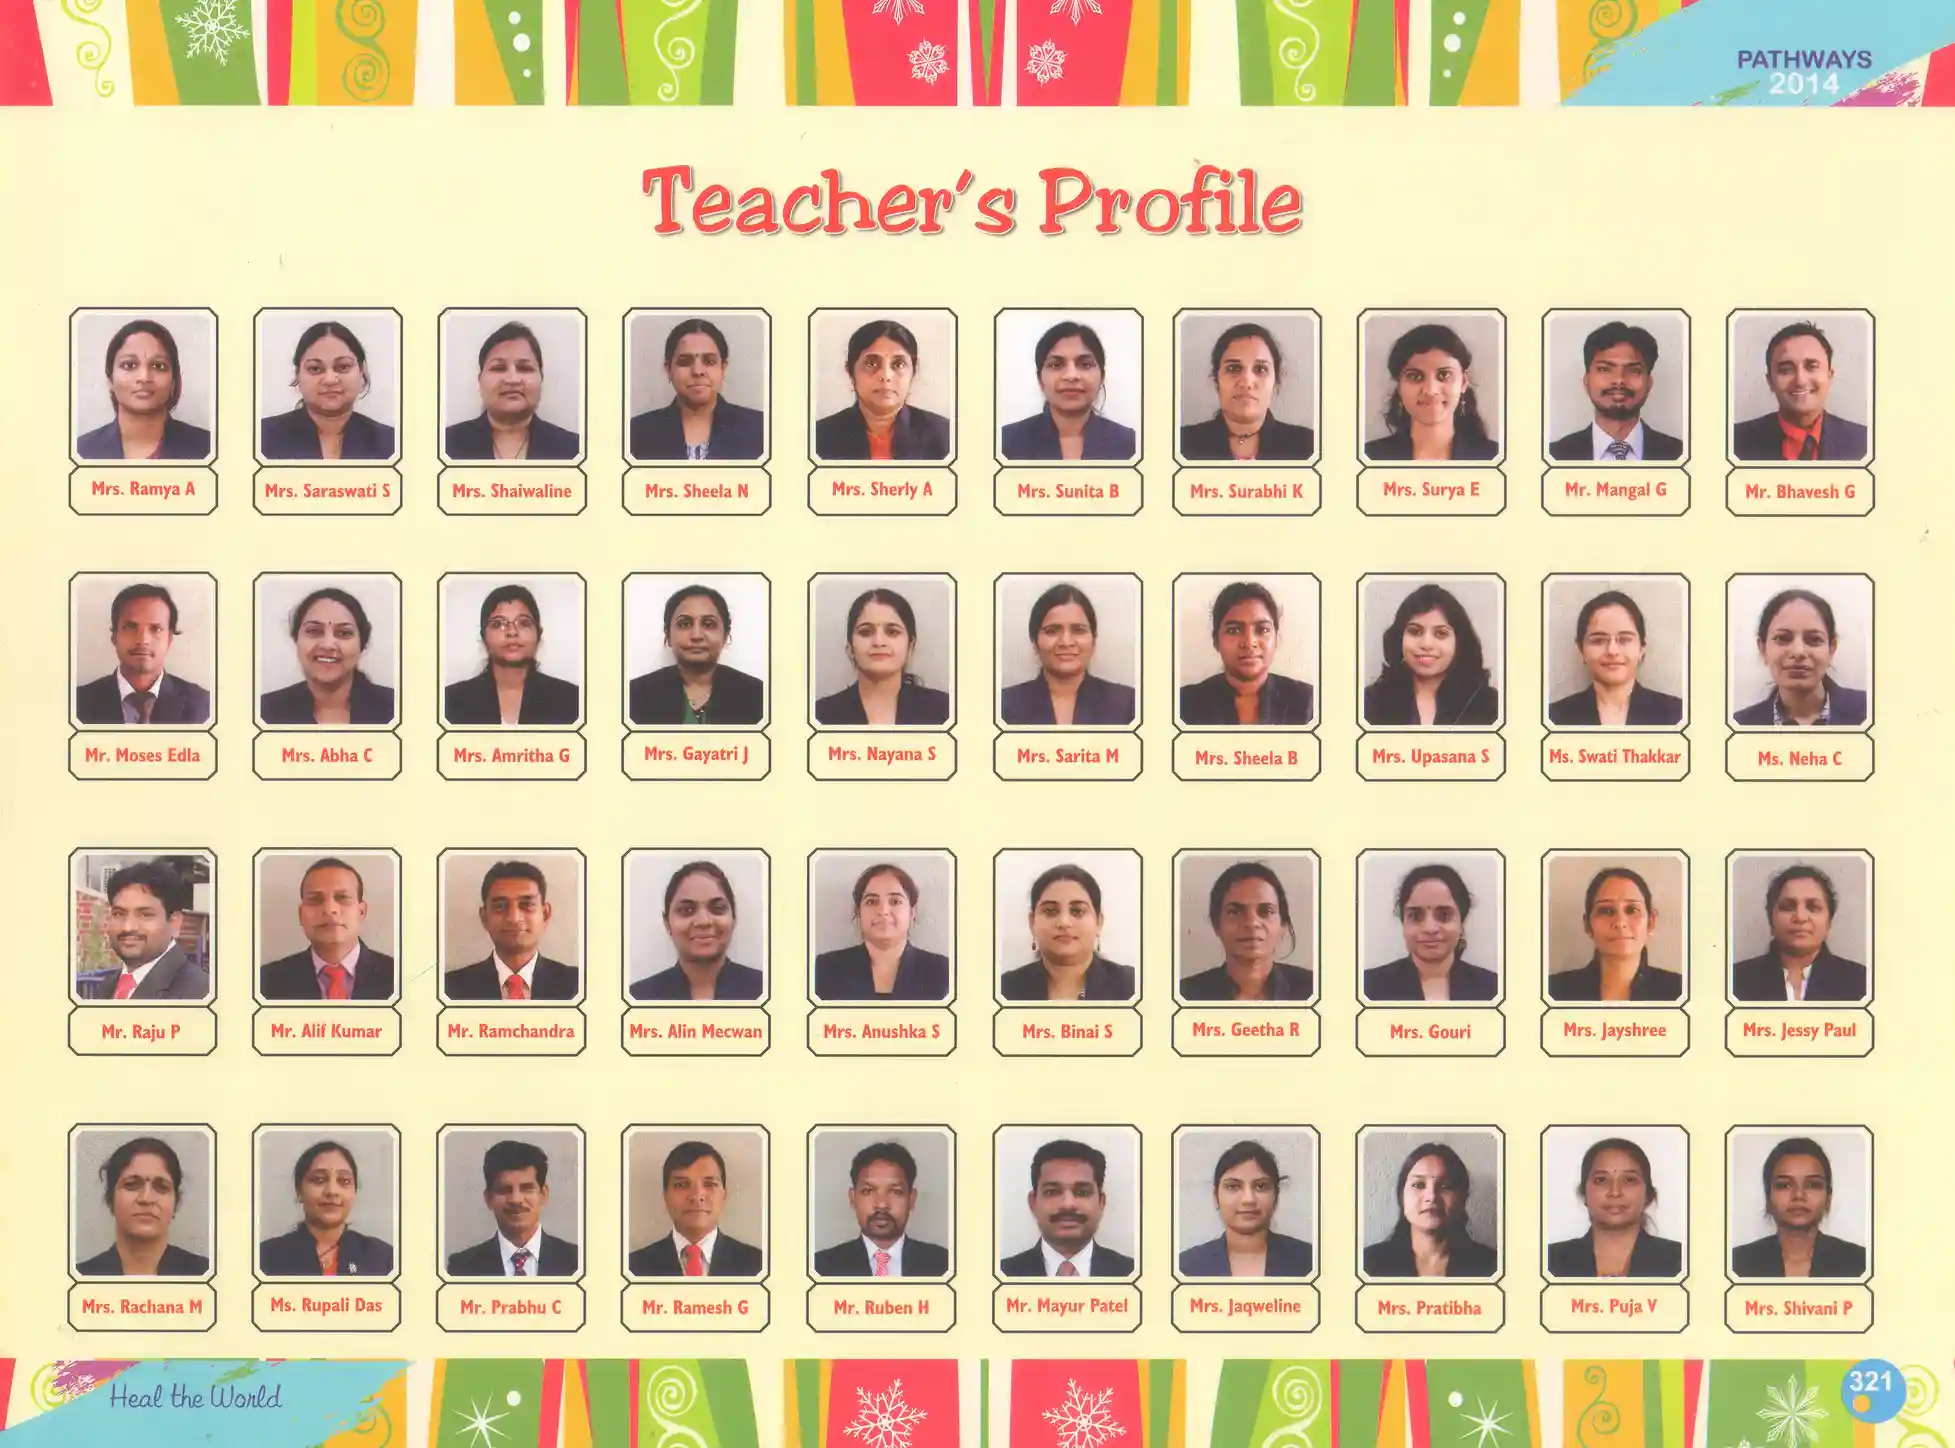 PATHWAYS
2014
Teacher's Profile
Mrs. Ramya A
Mrs. Saraswati S
Mrs. Shaiwaline
Mrs. Sheela N
Mrs. Sherly A
Mrs. Sunita B
Mrs. Surabhi K
Mrs. Surya E
Mr. Mangal G
Mr. Bhavesh G
Mr. Moses Edla
Mrs. Abha C
Mrs. Amritha G
Mrs. Gayatri J
Mrs. Nayana S
Mrs. Sarita M
Mrs. Sheela B
Mrs. Upasana S
Ms. Swati Thakkar
Ms. Neha C
Mr. Raju P
Mr. Alif Kumar
Mr. Ramchandra
Mrs. Alin Mecwan
Mrs. Anushka S
Mrs. Binai S
Mrs. Geetha R
Mrs. Gouri
Mrs. Jayshree
Mrs. Jessy Paul
Mrs. Rachana M
Ms. Rupali Das
Mr. Prabhu C
Mr. Ramesh G
Mr. Ruben H
Mr. Mayur Patel
Mrs. Jaqweline
Mrs. Pratibha
Mrs. Puja V
Mrs. Shivani P
Heal the World
321